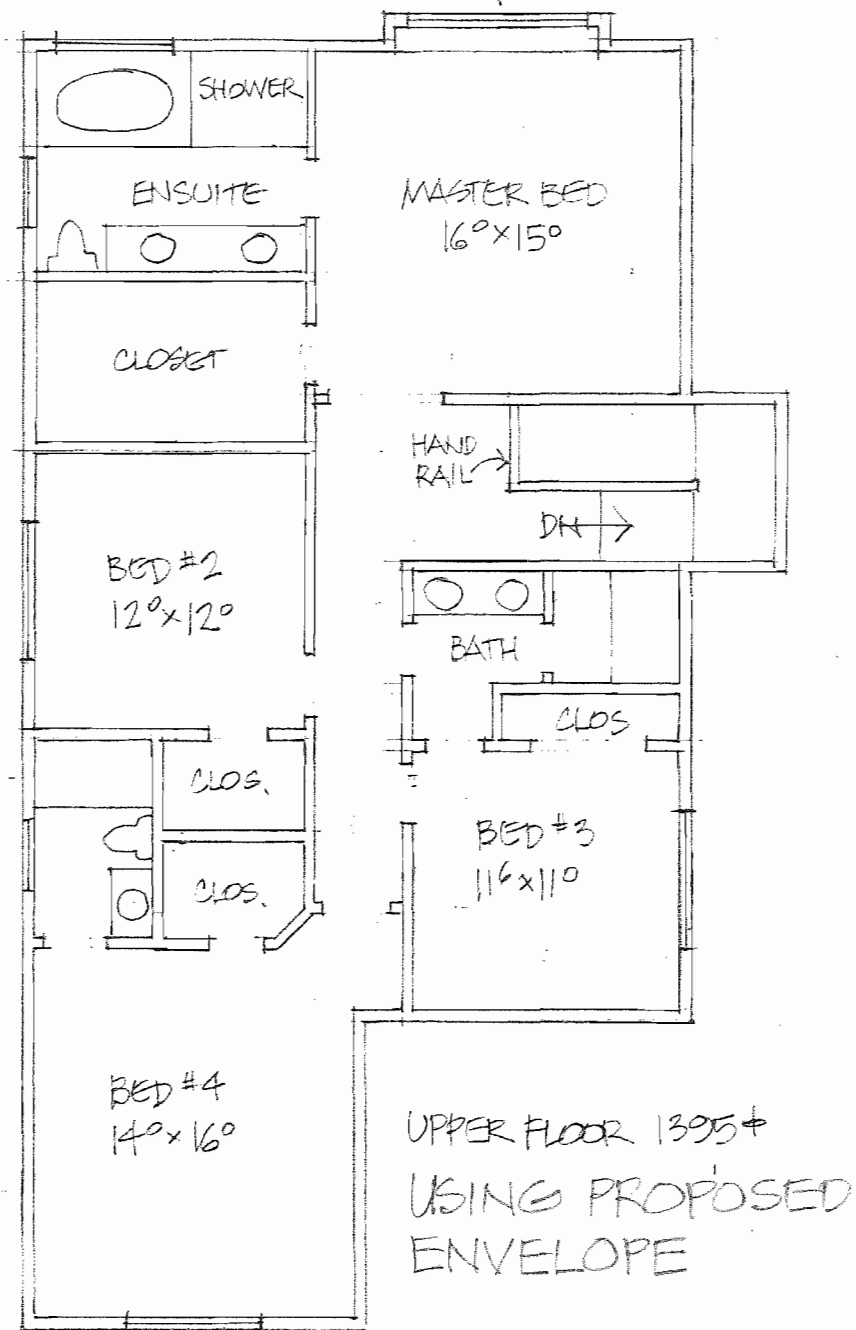 SHOWER
ENSUITE
MASTER BED
16⁰ x 15⁰
CLOSET
HAND
RAIL
DN
BED #2
12⁰ x 12⁰
BATH
CLOS
CLOS.
BED #3
11⁶ x 11⁰
CLOS.
BED #4
14⁰ x 16⁰
UPPER FLOOR 1395⌽
USING PROPOSED
ENVELOPE